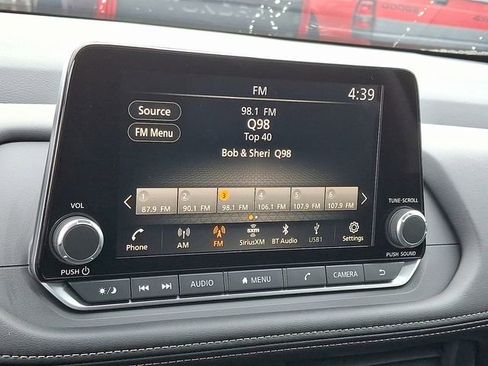 FM
4:39
Source
98.1 FM
Q98
FM Menu
Top 40
Bob & Sheri Q98
1 2 3 4 5 6
87.9 FM 90.1 FM 98.1 FM 106.1 FM 107.9 FM 107.9 FM
VOL
TUNE·SCROLL
Phone AM FM SiriusXM BT Audio USB1 Settings
PUSH
PUSH SOUND
AUDIO MENU CAMERA